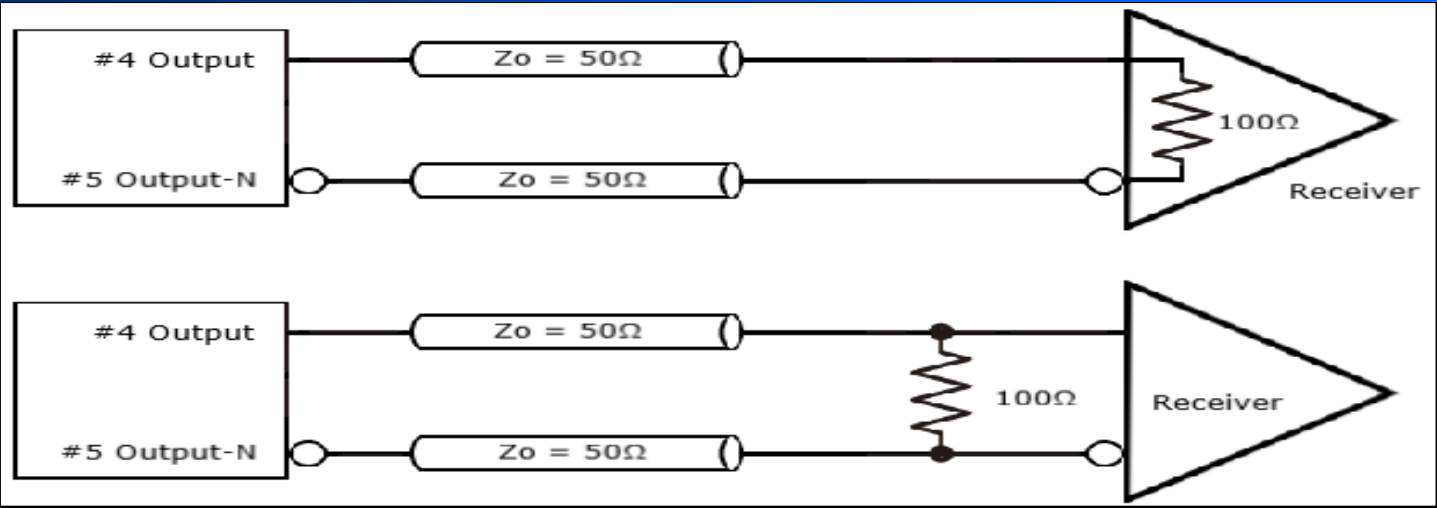 #4 Output
Zo = 50Ω
100Ω
#5 Output-N
Zo = 50Ω
Receiver
#4 Output
Zo = 50Ω
100Ω
Receiver
#5 Output-N
Zo = 50Ω